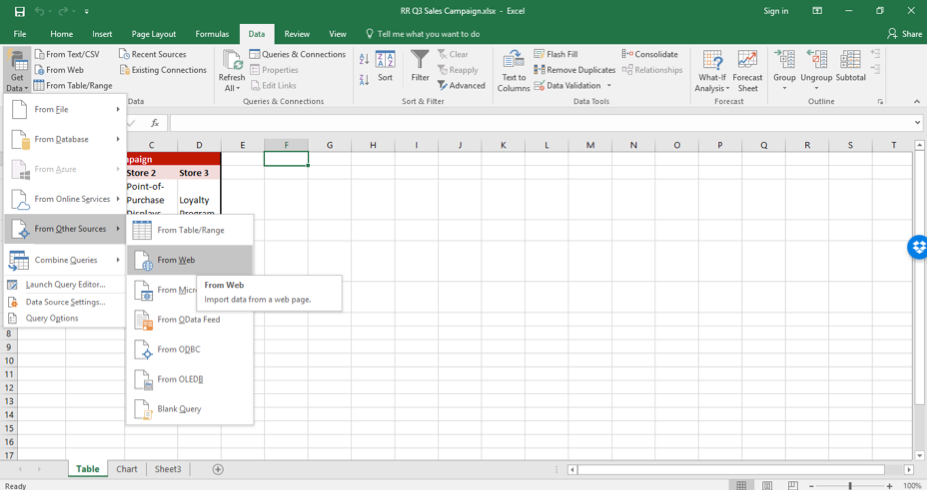 RR Q3 Sales Campaign.xlsx - Excel
Sign in
File Home Insert Page Layout Formulas Data Review View Tell me what you want to do Share
Get Data
From Text/CSV
From Web
From Table/Range
Recent Sources
Existing Connections
Data
Refresh All
Queries & Connections
Properties
Edit Links
Queries & Connections
Sort
Filter
Clear
Reapply
Advanced
Sort & Filter
Text to Columns
Flash Fill
Remove Duplicates
Data Validation
Consolidate
Relationships
Data Tools
What-If Analysis
Forecast Sheet
Forecast
Group
Ungroup
Subtotal
Outline
fx
From File
From Database
From Azure
From Online Services
From Other Sources
Combine Queries
Launch Query Editor...
Data Source Settings...
Query Options
From Table/Range
From Web
From Micr
From OData Feed
From ODBC
From OLEDB
Blank Query
From Web
Import data from a web page.
C D E F G H I J K L M N O P Q R S T
paign
Store 2 Store 3
Point-of-
Purchase
Displays
Loyalty
Program
8
9
10
11
12
13
14
15
16
17
Table Chart Sheet3
Ready
100%